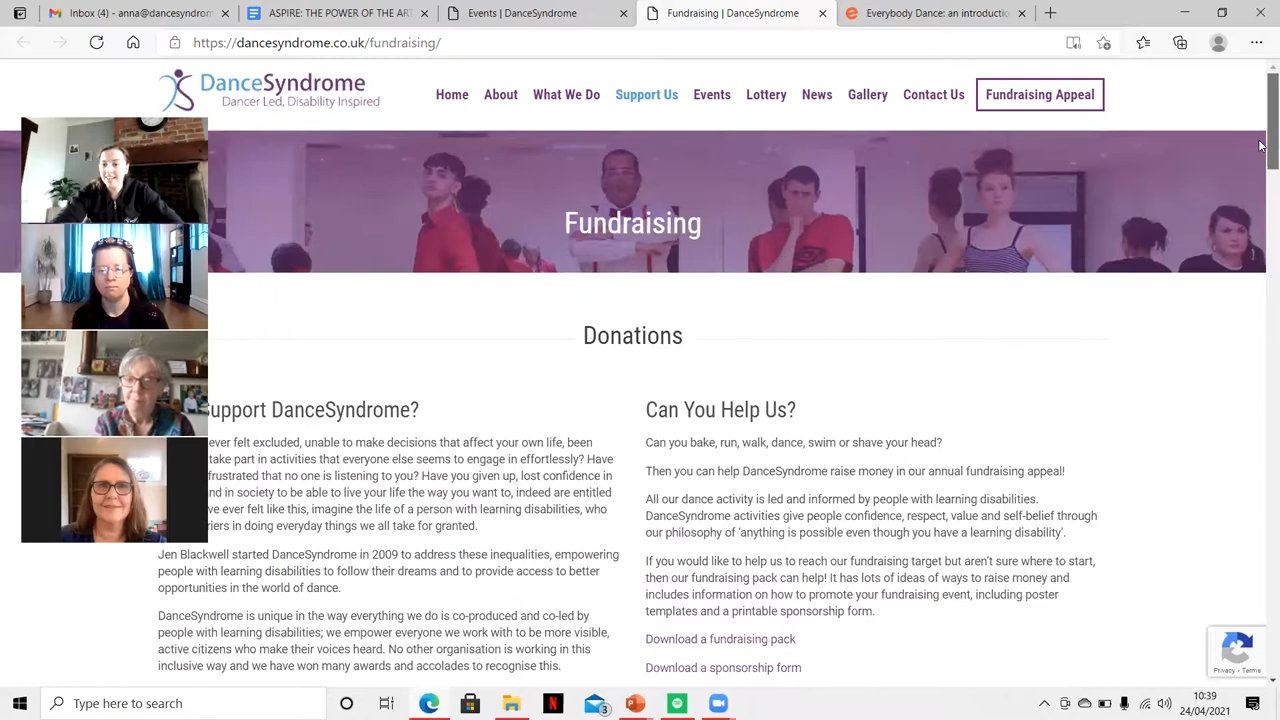 Inbox (4) - anna
Events - ASPIRE: THE POWER OF ART
Events | DanceSyndrome
Support Us | DanceSyndrome
Fundraising | DanceSyndrome
Everybody Dance: an introductio
https://dancesyndrome.co.uk/fundraising/
DanceSyndrome
Dancer Led, Disability Inspired
Home About What We Do Support Us Events Lottery News Gallery Contact Us Fundraising Appeal
Fundraising
Donations
upport DanceSyndrome?
ever felt excluded, unable to make decisions that affect your own life, been
take part in activities that everyone else seems to engage in effortlessly? Have
frustrated that no one is listening to you? Have you given up, lost confidence in
and in society to be able to live your life the way you want to, indeed are entitled
ve ever felt like this, imagine the life of a person with learning disabilities, who
riers in doing everyday things we all take for granted.
Jen Blackwell started DanceSyndrome in 2009 to address these inequalities, empowering
people with learning disabilities to follow their dreams and to provide access to better
opportunities in the world of dance.
DanceSyndrome is unique in the way everything we do is co-produced and co-led by
people with learning disabilities; we empower everyone we work with to be more visible,
active citizens who make their voices heard. No other organisation is working in this
inclusive way and we have won many awards and accolades to recognise this.
Can You Help Us?
Can you bake, run, walk, dance, swim or shave your head?
Then you can help DanceSyndrome raise money in our annual fundraising appeal!
All our dance activity is led and informed by people with learning disabilities.
DanceSyndrome activities give people confidence, respect, value and self-belief through
our philosophy of ‘anything is possible even though you have a learning disability’.
If you would like to help us to reach our fundraising target but aren’t sure where to start,
then our fundraising pack can help! It has lots of ideas of ways to raise money and
includes information on how to promote your fundraising event, including poster
templates and a printable sponsorship form.
Download a fundraising pack
Download a sponsorship form
Privacy - Terms
Type here to search
3
10:39
24/04/2021